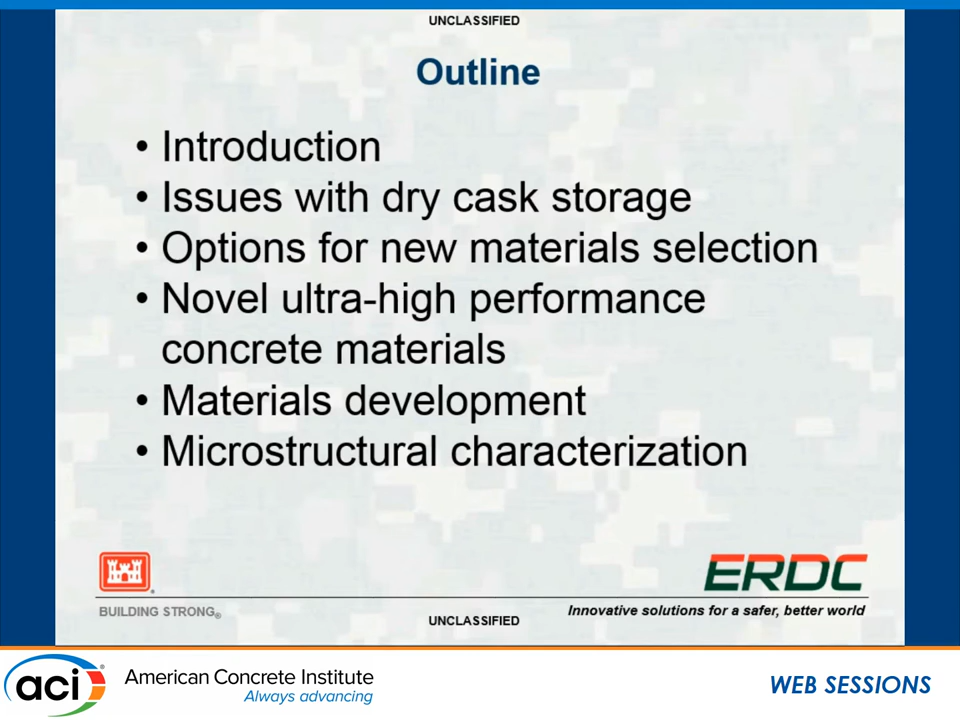 UNCLASSIFIED
Outline
• Introduction
• Issues with dry cask storage
• Options for new materials selection
• Novel ultra-high performance
concrete materials
• Materials development
• Microstructural characterization
ERDC
BUILDING STRONG®
Innovative solutions for a safer, better world
UNCLASSIFIED
aci® American Concrete Institute
Always advancing
WEB SESSIONS